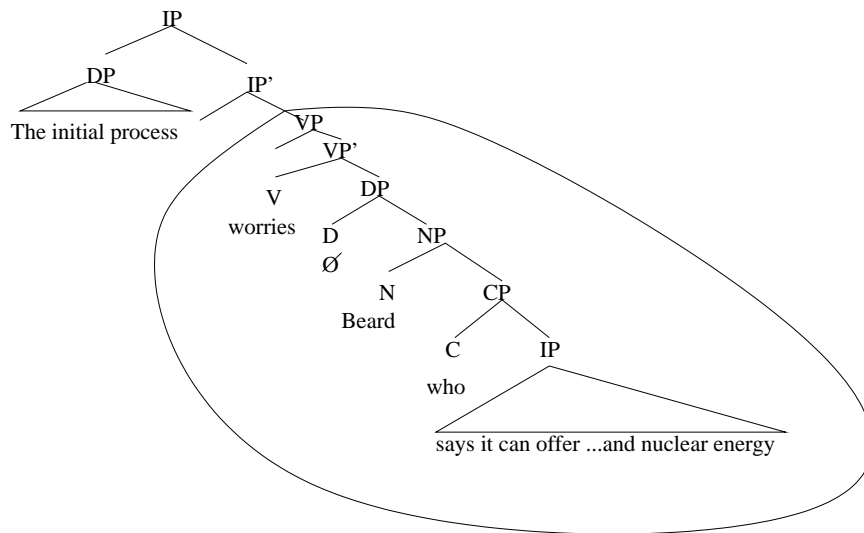 IP
DP IP'
The initial process
VP
VP'
V DP
worries
D NP
Ø
N CP
Beard
C IP
who
says it can offer ...and nuclear energy